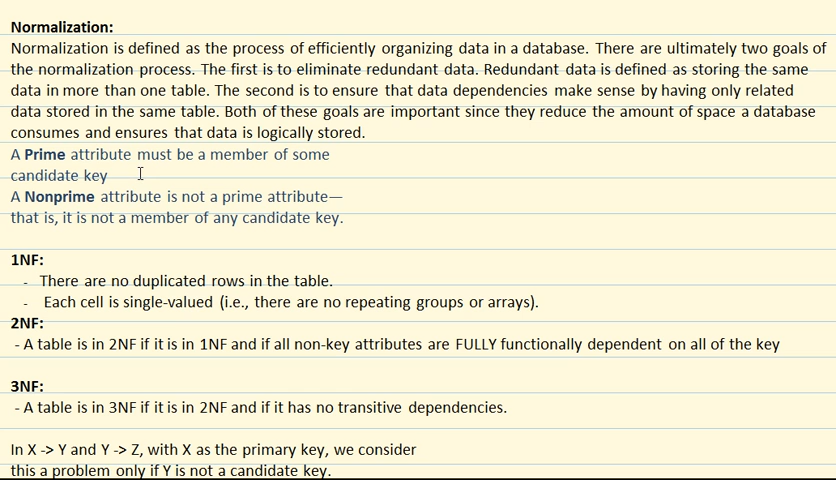 Normalization:
Normalization is defined as the process of efficiently organizing data in a database. There are ultimately two goals of
the normalization process. The first is to eliminate redundant data. Redundant data is defined as storing the same
data in more than one table. The second is to ensure that data dependencies make sense by having only related
data stored in the same table. Both of these goals are important since they reduce the amount of space a database
consumes and ensures that data is logically stored.
A Prime attribute must be a member of some
candidate key
A Nonprime attribute is not a prime attribute—
that is, it is not a member of any candidate key.
1NF:
- There are no duplicated rows in the table.
- Each cell is single-valued (i.e., there are no repeating groups or arrays).
2NF:
- A table is in 2NF if it is in 1NF and if all non-key attributes are FULLY functionally dependent on all of the key
3NF:
- A table is in 3NF if it is in 2NF and if it has no transitive dependencies.
In X -> Y and Y -> Z, with X as the primary key, we consider
this a problem only if Y is not a candidate key.